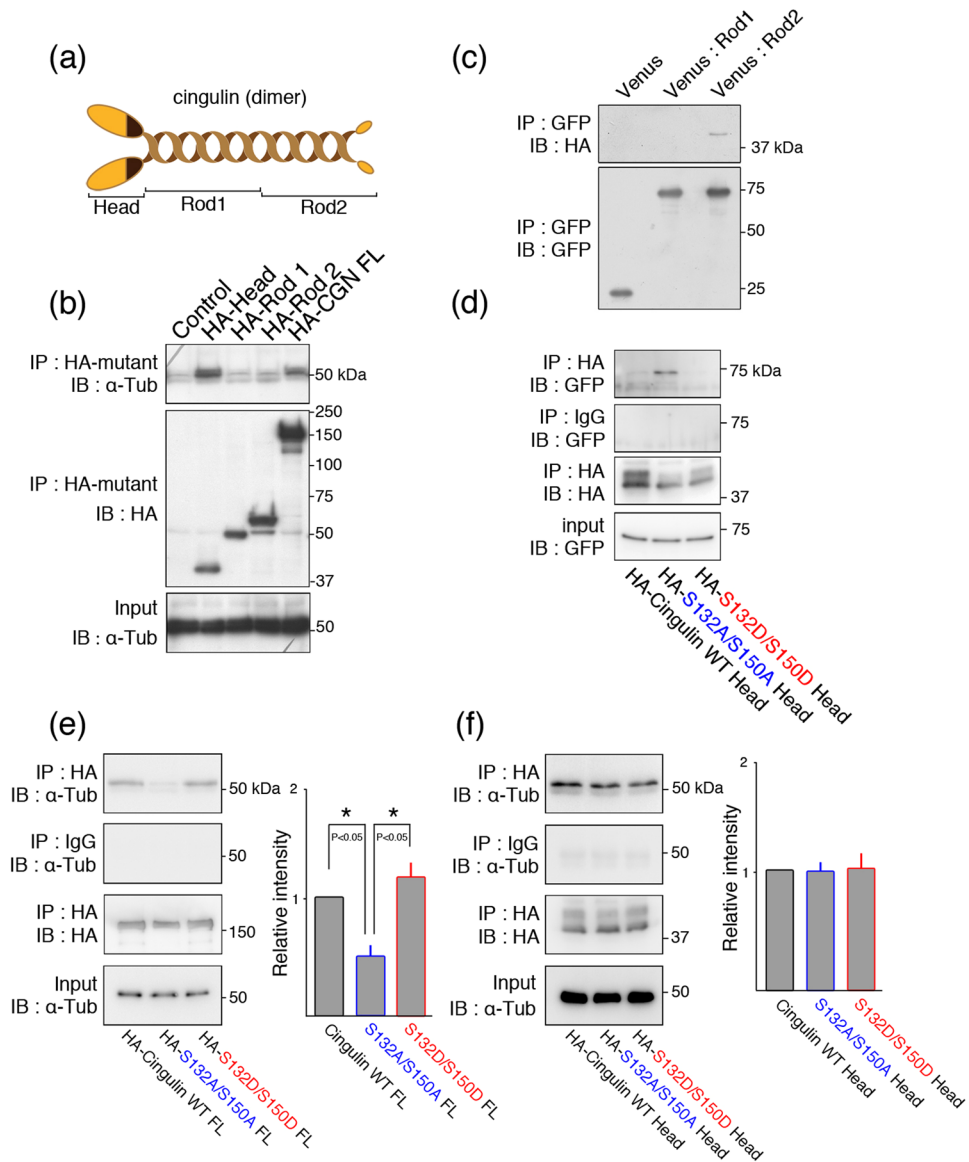 (a)
cingulin (dimer)
Head
Rod1
Rod2
(b)
Control
HA-Head
HA-Rod 1
HA-Rod 2
HA-CGN FL
IP : HA-mutant
IB : α-Tub
50 kDa
IP : HA-mutant
IB : HA
250
150
100
75
50
37
Input
IB : α-Tub
50
(c)
Venus
Venus : Rod1
Venus : Rod2
IP : GFP
IB : HA
37 kDa
IP : GFP
IB : GFP
75
50
25
(d)
IP : HA
IB : GFP
75 kDa
IP : IgG
IB : GFP
75
IP : HA
IB : HA
37
input
IB : GFP
75
HA-Cingulin WT Head
HA-S132A/S150A Head
HA-S132D/S150D Head
(e)
IP : HA
IB : α-Tub
50 kDa
IP : IgG
IB : α-Tub
50
IP : HA
IB : HA
150
Input
IB : α-Tub
50
HA-Cingulin WT FL
HA-S132A/S150A FL
HA-S132D/S150D FL
Relative intensity
2
1
*
P<0.05
*
P<0.05
Cingulin WT FL
S132A/S150A FL
S132D/S150D FL
(f)
IP : HA
IB : α-Tub
50 kDa
IP : IgG
IB : α-Tub
50
IP : HA
IB : HA
37
Input
IB : α-Tub
50
HA-Cingulin WT Head
HA-S132A/S150A Head
HA-S132D/S150D Head
Relative intensity
2
1
Cingulin WT Head
S132A/S150A Head
S132D/S150D Head